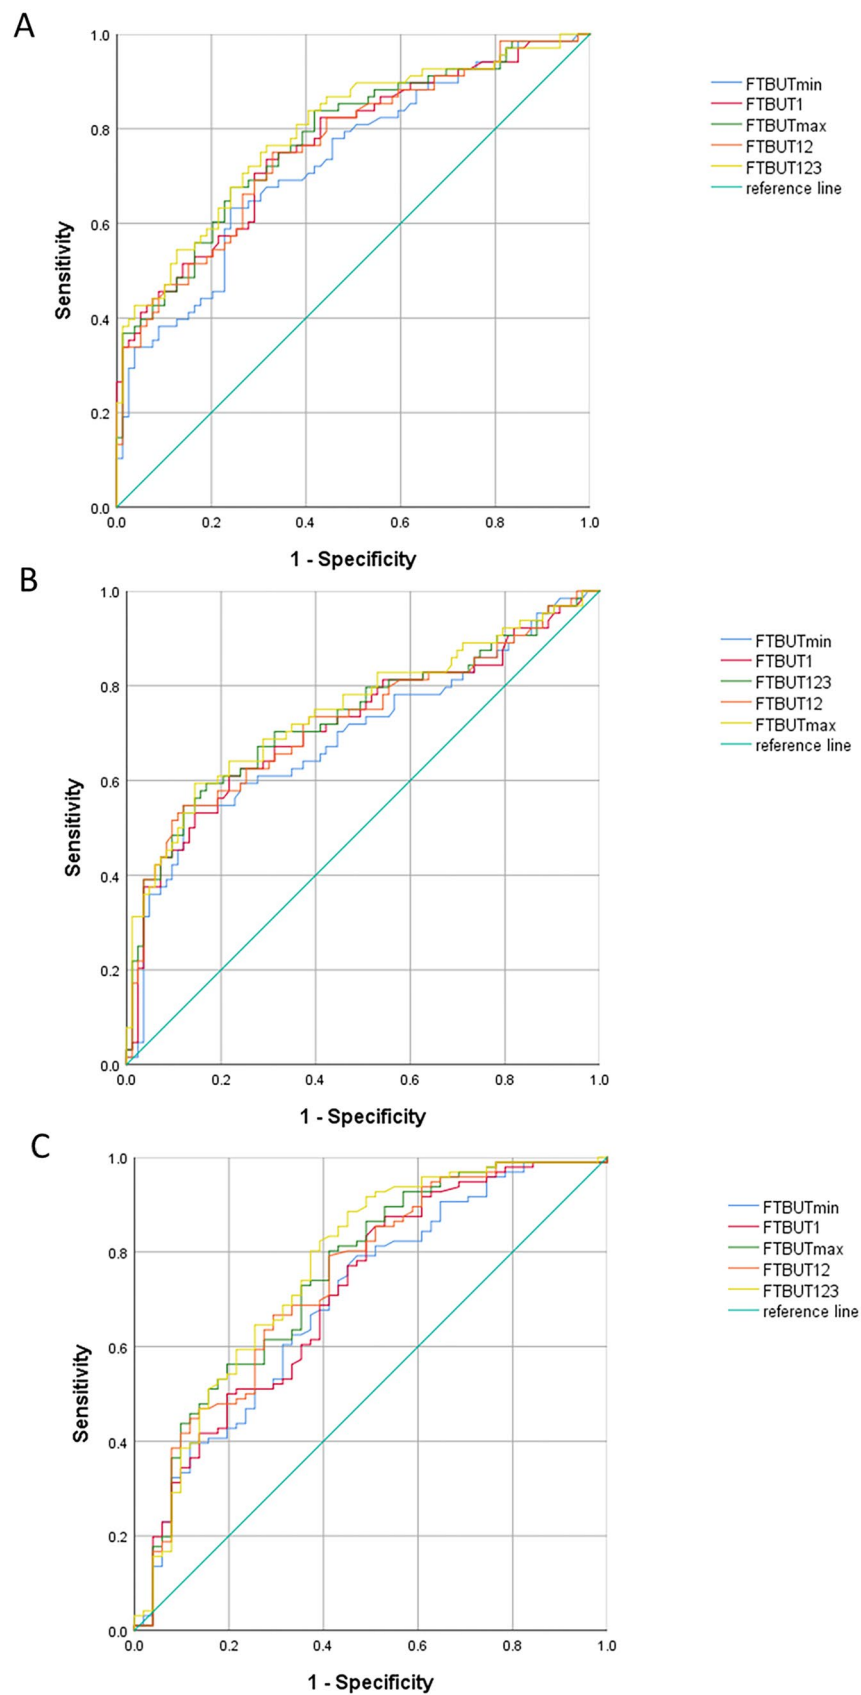 A
1.0
0.8
0.6
0.4
0.2
0.0
Sensitivity
0.0 0.2 0.4 0.6 0.8 1.0
1 - Specificity
FTBUTmin
FTBUT1
FTBUTmax
FTBUT12
FTBUT123
reference line
B
1.0
0.8
0.6
0.4
0.2
0.0
Sensitivity
0.0 0.2 0.4 0.6 0.8 1.0
1 - Specificity
FTBUTmin
FTBUT1
FTBUT123
FTBUT12
FTBUTmax
reference line
C
1.0
0.8
0.6
0.4
0.2
0.0
Sensitivity
0.0 0.2 0.4 0.6 0.8 1.0
1 - Specificity
FTBUTmin
FTBUT1
FTBUTmax
FTBUT12
FTBUT123
reference line